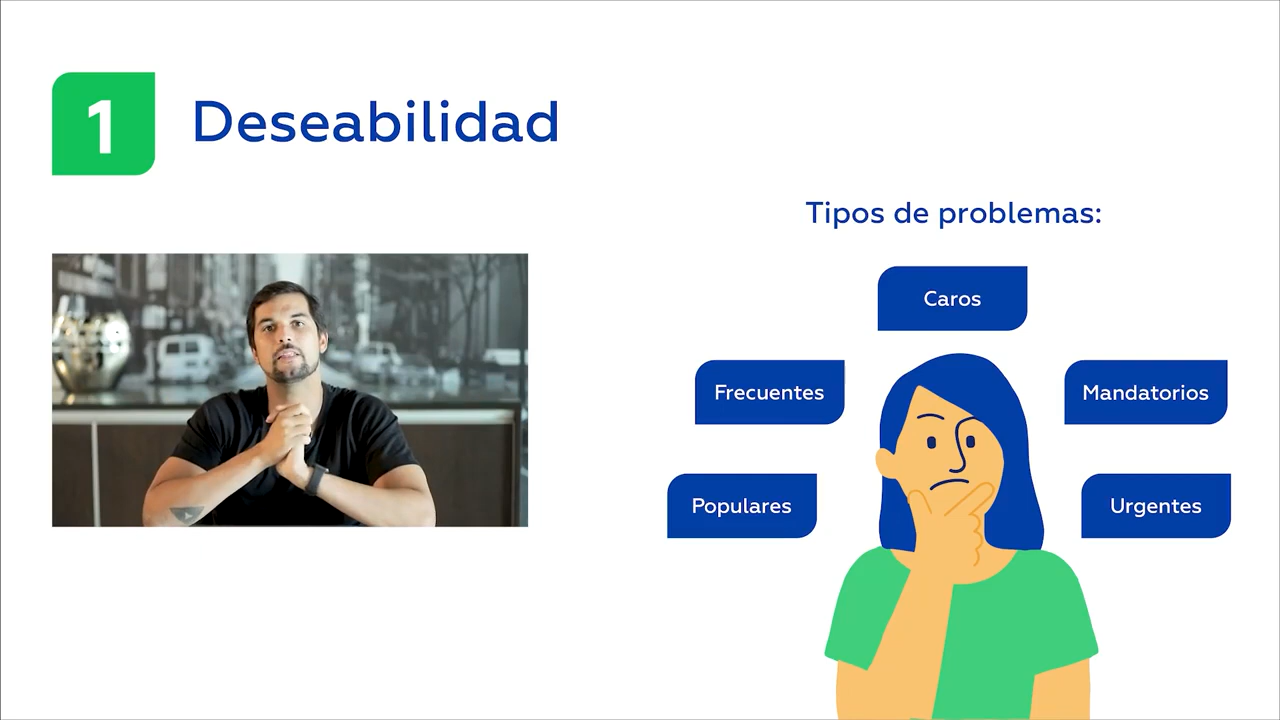 1
Deseabilidad
Tipos de problemas:
Caros
Frecuentes
Mandatorios
Populares
Urgentes